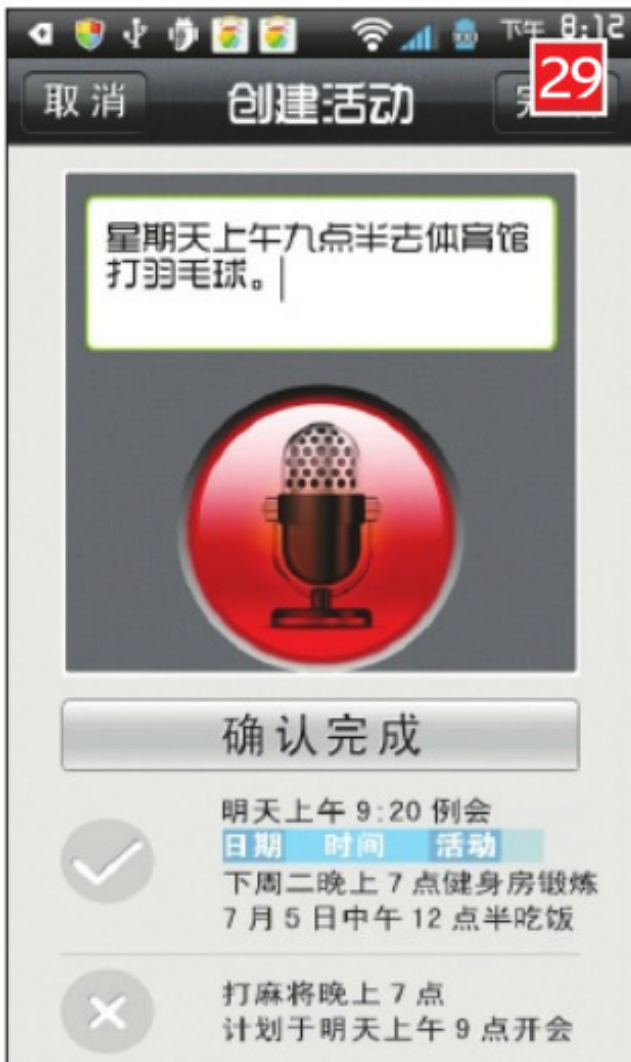 下午 8:12
取消 创建活动
29
星期天上午九点半去体育馆
打羽毛球。
确认完成
明天上午 9:20 例会
日期 时间 活动
下周二晚上 7 点健身房锻炼
7 月 5 日中午 12 点半吃饭
打麻将晚上 7 点
计划于明天上午 9 点开会